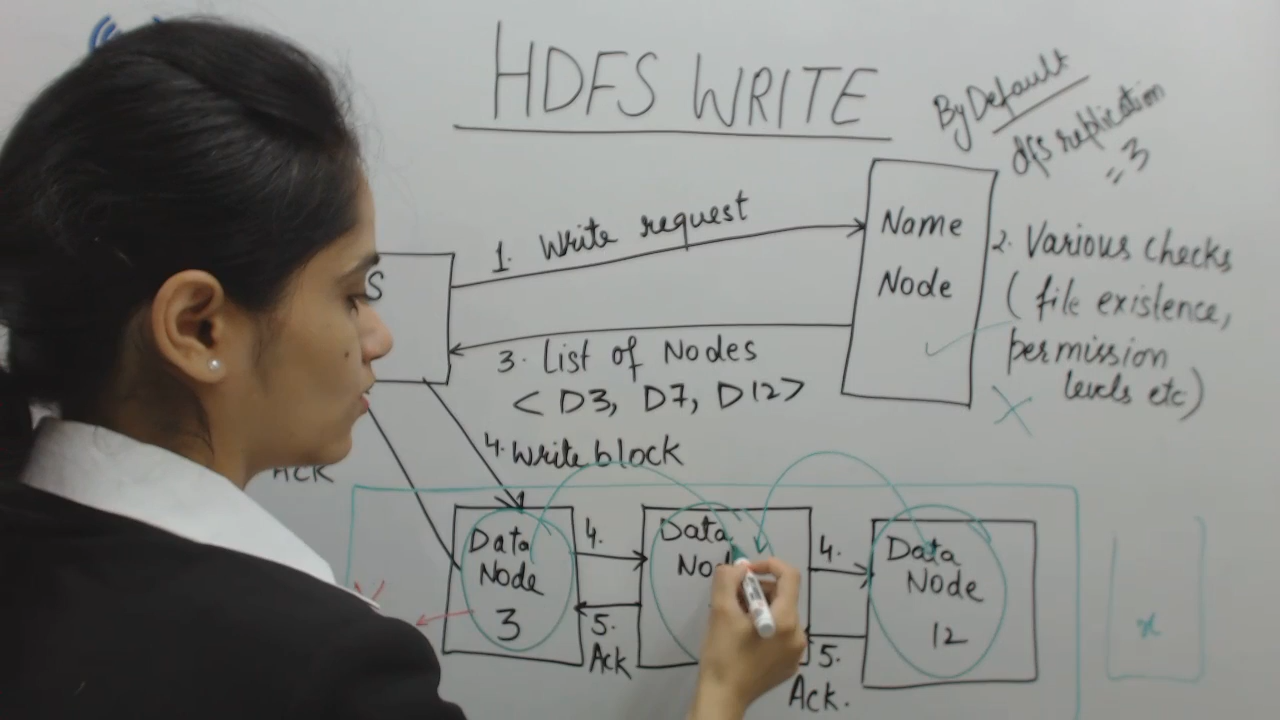 HDFS WRITE
By Default
dfs replication
= 3
1. Write request
Name
Node
2. Various checks
( file existence,
permission
levels etc)
S
3. List of Nodes
< D3, D7, D12>
4. Write block
ACK
Data
Node
3
4.
5.
Ack
Data
4.
5.
Ack.
Data
Node
12
x